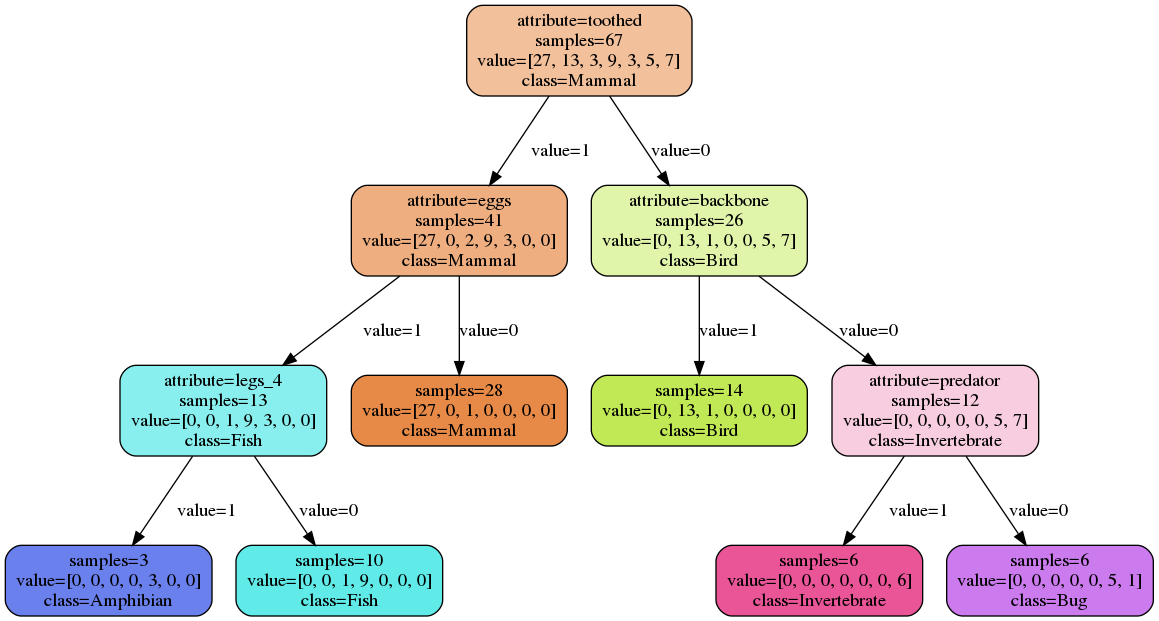 attribute=toothed
samples=67
value=[27, 13, 3, 9, 3, 5, 7]
class=Mammal
value=1
value=0
attribute=eggs
samples=41
value=[27, 0, 2, 9, 3, 0, 0]
class=Mammal
attribute=backbone
samples=26
value=[0, 13, 1, 0, 0, 5, 7]
class=Bird
value=1
value=0
value=1
value=0
attribute=legs_4
samples=13
value=[0, 0, 1, 9, 3, 0, 0]
class=Fish
samples=28
value=[27, 0, 1, 0, 0, 0, 0]
class=Mammal
samples=14
value=[0, 13, 1, 0, 0, 0, 0]
class=Bird
attribute=predator
samples=12
value=[0, 0, 0, 0, 0, 5, 7]
class=Invertebrate
value=1
value=0
value=1
value=0
samples=3
value=[0, 0, 0, 0, 3, 0, 0]
class=Amphibian
samples=10
value=[0, 0, 1, 9, 0, 0, 0]
class=Fish
samples=6
value=[0, 0, 0, 0, 0, 0, 6]
class=Invertebrate
samples=6
value=[0, 0, 0, 0, 0, 5, 1]
class=Bug